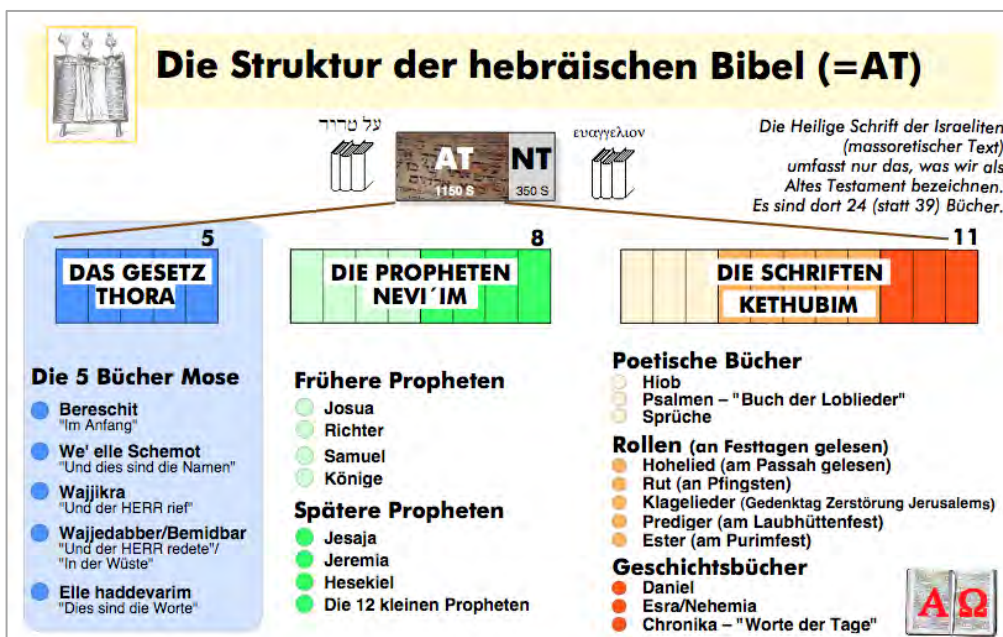 Die Struktur der hebräischen Bibel (=AT)
על טריר
ευαγγελιον
AT
1150 S
NT
350 S
Die Heilige Schrift der Israeliten
(massoretischer Text)
umfasst nur das, was wir als
Altes Testament bezeichnen.
Es sind dort 24 (statt 39) Bücher.
5
DAS GESETZ
THORA
Die 5 Bücher Mose
Bereschit
"Im Anfang"
We' elle Schemot
"Und dies sind die Namen"
Wajjikra
"Und der HERR rief"
Wajjedabber/Bemidbar
"Und der HERR redete"/
"In der Wüste"
Elle haddevarim
"Dies sind die Worte"
8
DIE PROPHETEN
NEVI´IM
Frühere Propheten
Josua
Richter
Samuel
Könige
Spätere Propheten
Jesaja
Jeremia
Hesekiel
Die 12 kleinen Propheten
11
DIE SCHRIFTEN
KETHUBIM
Poetische Bücher
Hiob
Psalmen – "Buch der Loblieder"
Sprüche
Rollen (an Festtagen gelesen)
Hohelied (am Passah gelesen)
Rut (an Pfingsten)
Klagelieder (Gedenktag Zerstörung Jerusalems)
Prediger (am Laubhüttenfest)
Ester (am Purimfest)
Geschichtsbücher
Daniel
Esra/Nehemia
Chronika – "Worte der Tage"
Α Ω